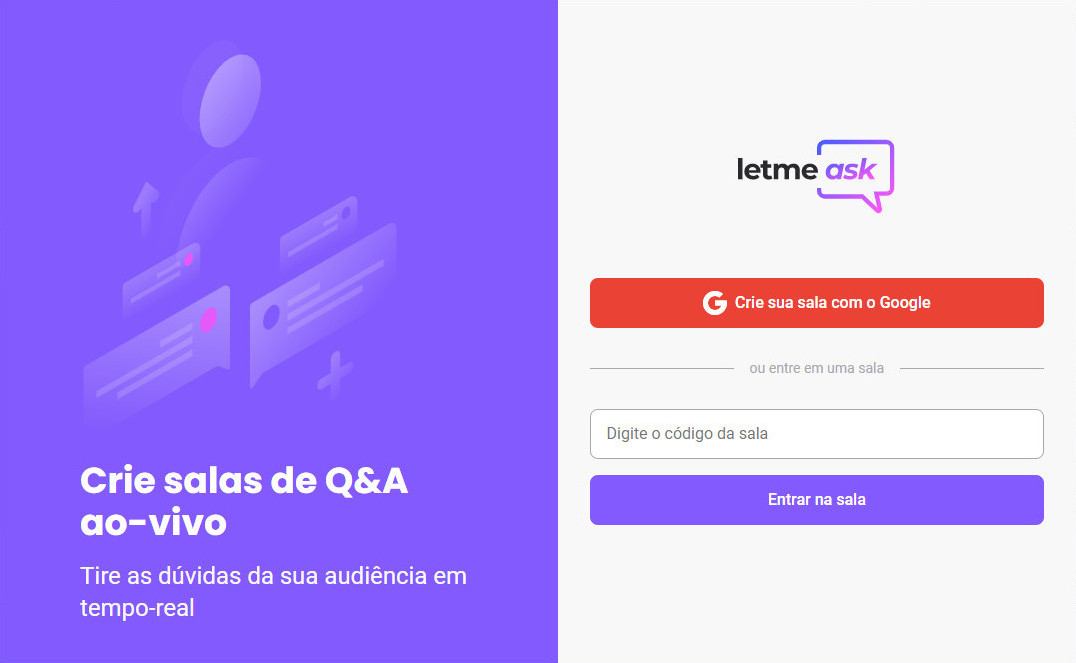 Crie salas de Q&A
ao-vivo
Tire as dúvidas da sua audiência em
tempo-real
letmeask
Crie sua sala com o Google
ou entre em uma sala
Digite o código da sala
Entrar na sala